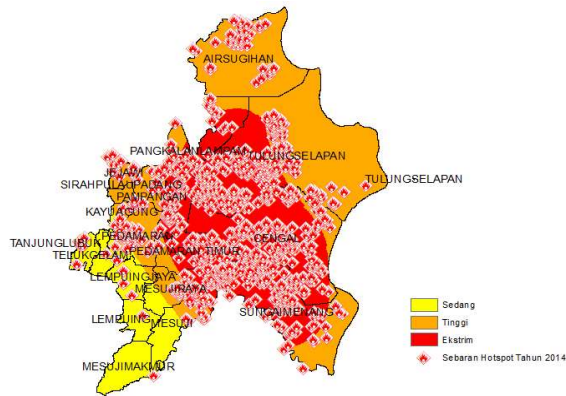 AIRSUGIHAN
PANGKALANLAMPAM
TULUNGSELAPAN
JEJAWI
TULUNGSELAPAN
SIRAHPULAUPADANG
PAMPANGAN
KAYUAGUNG
PEDAMARAN
CENGAL
TANJUNGLUBUK
PEDAMARAN TIMUR
TELUKGELAM
LEMPUINGJAYA
MESUJIRAYA
SUNGAIMENANG
LEMPUING
MESUJI
MESUJIMAKMUR
Sedang
Tinggi
Ekstrim
Sebaran Hotspot Tahun 2014